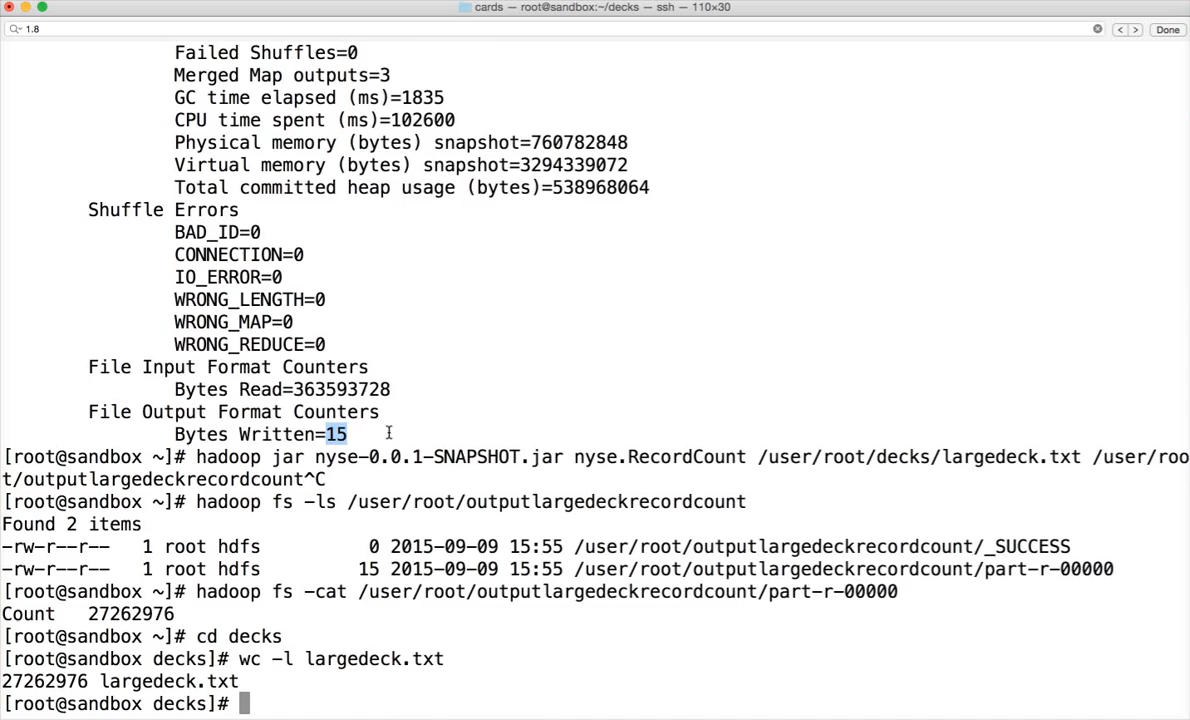 cards — root@sandbox:~/decks — ssh — 110×30
1.8
Done
Failed Shuffles=0
Merged Map outputs=3
GC time elapsed (ms)=1835
CPU time spent (ms)=102600
Physical memory (bytes) snapshot=760782848
Virtual memory (bytes) snapshot=3294339072
Total committed heap usage (bytes)=538968064
Shuffle Errors
BAD_ID=0
CONNECTION=0
IO_ERROR=0
WRONG_LENGTH=0
WRONG_MAP=0
WRONG_REDUCE=0
File Input Format Counters
Bytes Read=363593728
File Output Format Counters
Bytes Written=15
[root@sandbox ~]# hadoop jar nyse-0.0.1-SNAPSHOT.jar nyse.RecordCount /user/root/decks/largedeck.txt /user/roo
t/outputlargedeckrecordcount^C
[root@sandbox ~]# hadoop fs -ls /user/root/outputlargedeckrecordcount
Found 2 items
-rw-r--r-- 1 root hdfs 0 2015-09-09 15:55 /user/root/outputlargedeckrecordcount/_SUCCESS
-rw-r--r-- 1 root hdfs 15 2015-09-09 15:55 /user/root/outputlargedeckrecordcount/part-r-00000
[root@sandbox ~]# hadoop fs -cat /user/root/outputlargedeckrecordcount/part-r-00000
Count 27262976
[root@sandbox ~]# cd decks
[root@sandbox decks]# wc -l largedeck.txt
27262976 largedeck.txt
[root@sandbox decks]#